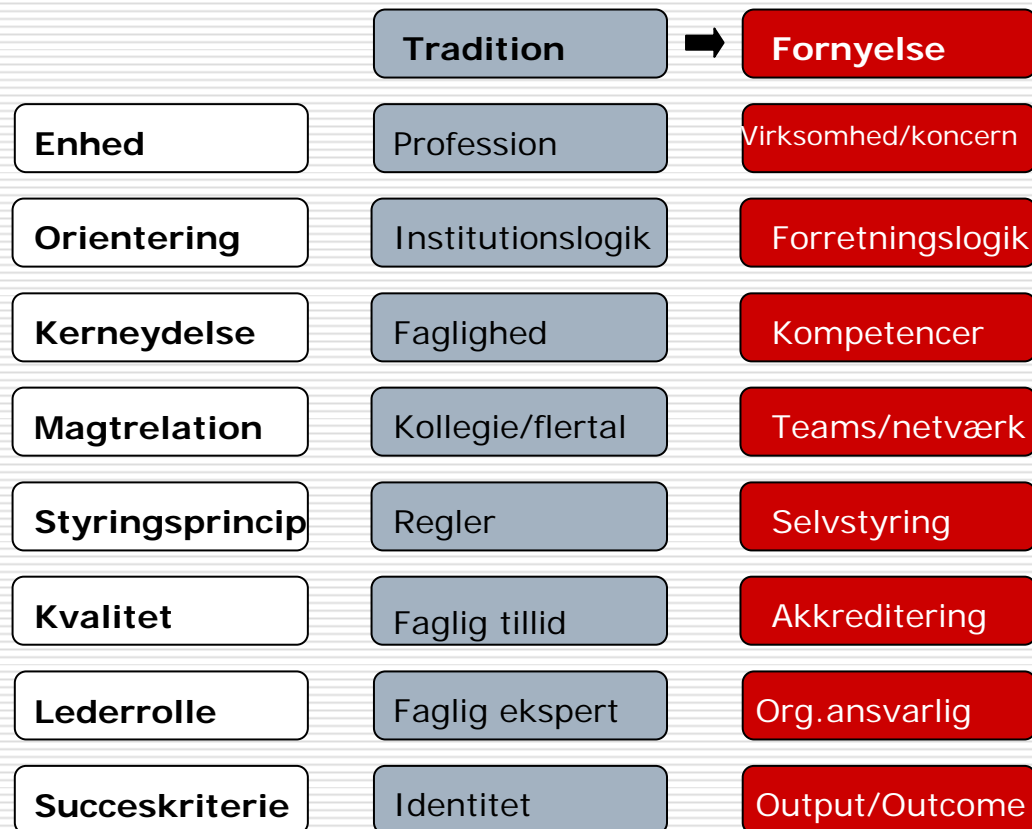 Tradition Fornyelse
Enhed Profession Virksomhed/koncern
Orientering Institutionslogik Forretningslogik
Kerneydelse Faglighed Kompetencer
Magtrelation Kollegie/flertal Teams/netværk
Styringsprincip Regler Selvstyring
Kvalitet Faglig tillid Akkreditering
Lederrolle Faglig ekspert Org.ansvarlig
Succeskriterie Identitet Output/Outcome